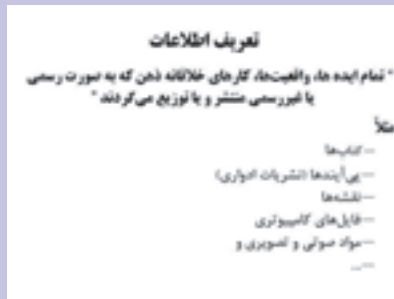 تعریف اطلاعات
" تمام ایده ها، واقعیت‌ها، کارهای خلاقانه ذهن که به صورت رسمی
یا غیررسمی منتشر و یا توزیع می‌گردند "
مثلاً
– کتاب‌ها
– پی‌آیندها (نشریات ادواری)
– نقشه‌ها
– فایل‌های کامپیوتری
– مواد صوتی و تصویری و
– ...